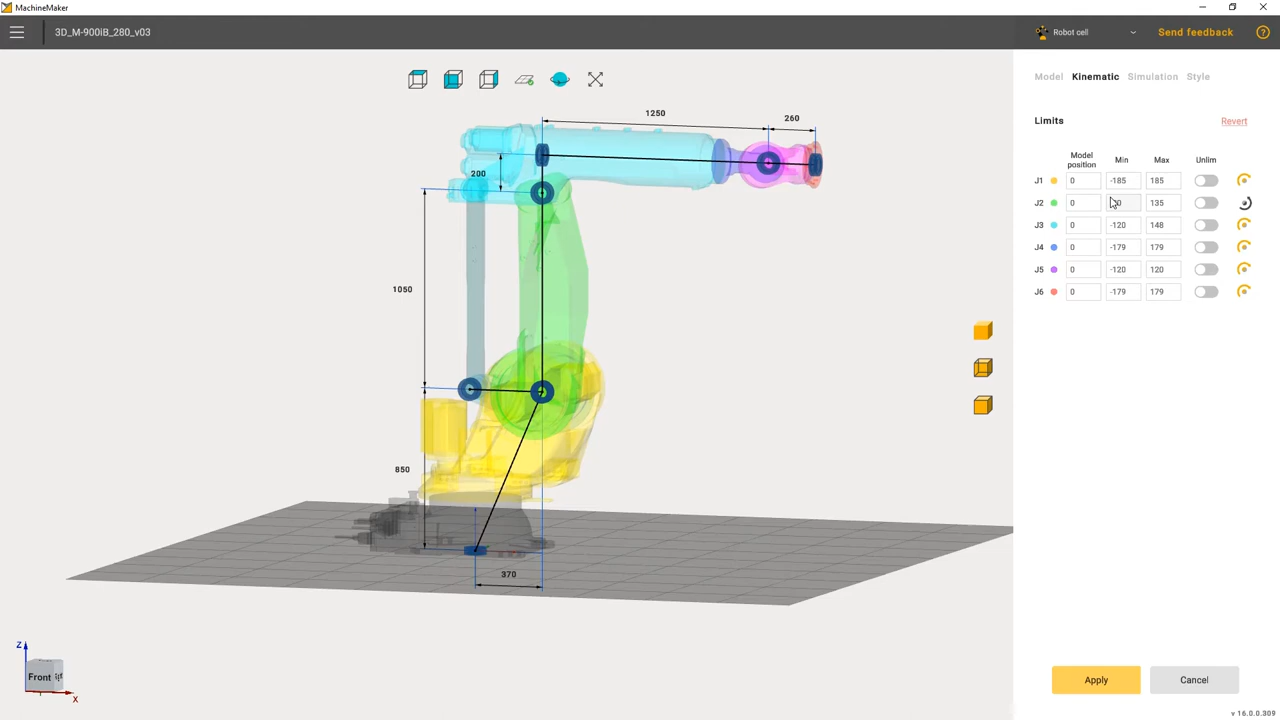 MachineMaker
3D_M-900iB_280_v03
Robot cell
Send feedback
?
Model Kinematic Simulation Style
Limits
Revert
Model position Min Max Unlim
J1 0 -185 185
J2 0 135
J3 0 -120 148
J4 0 -179 179
J5 0 -120 120
J6 0 -179 179
1250
260
200
1050
850
370
Z
Front
X
Apply
Cancel
v 16.0.0.309